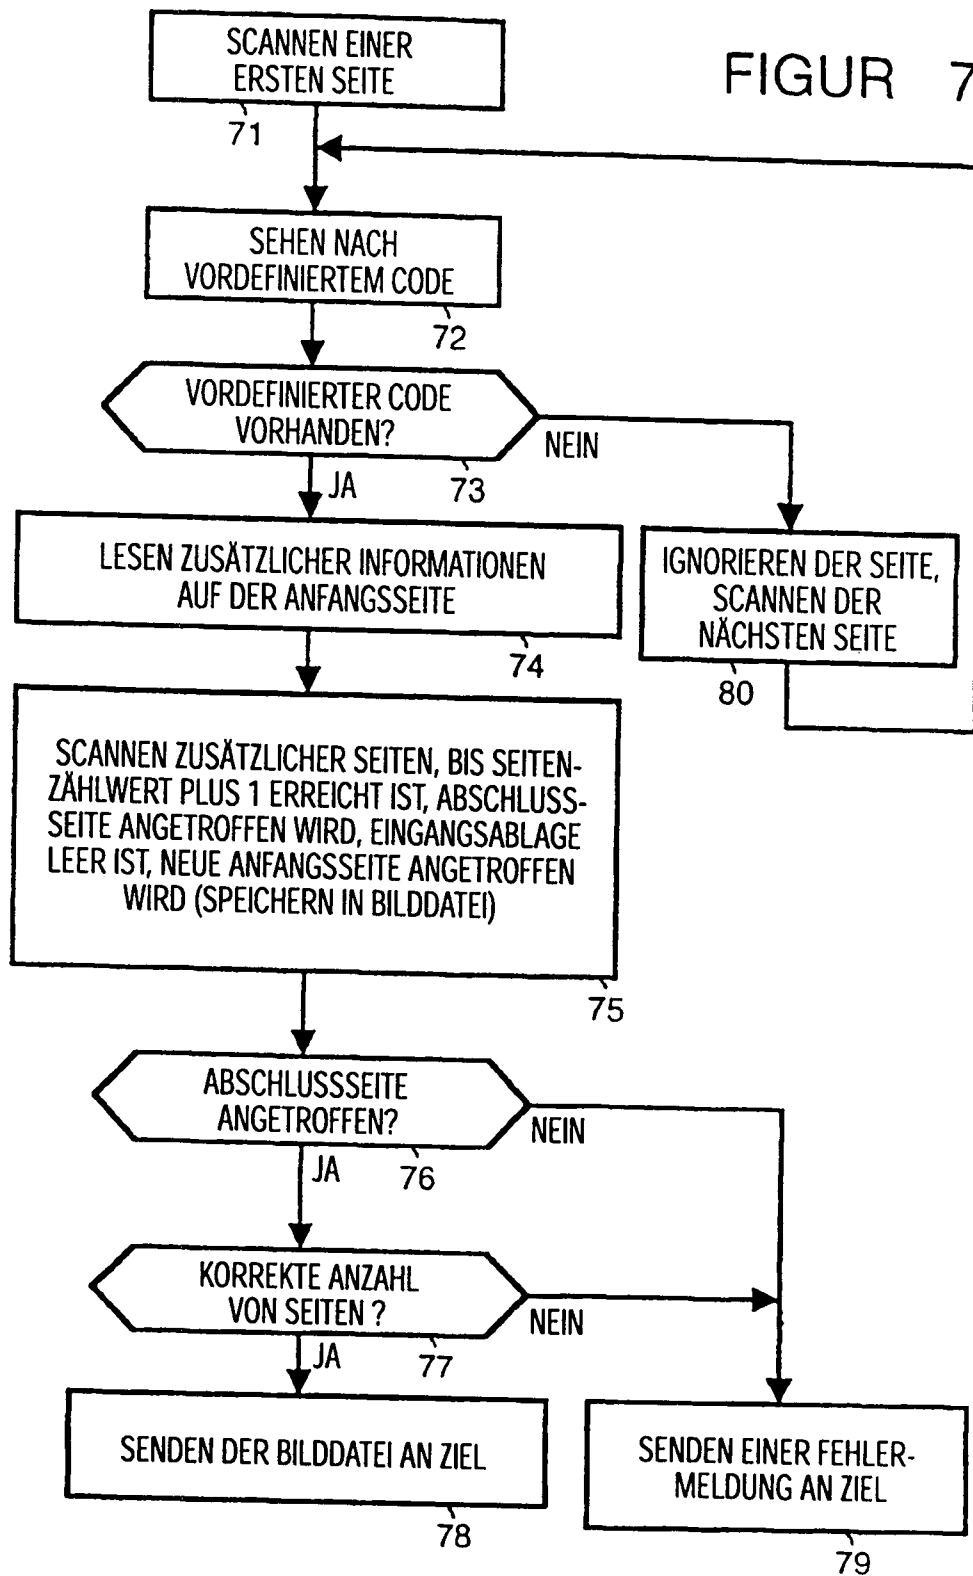 FIGUR 7
SCANNEN EINER
ERSTEN SEITE
71
SEHEN NACH
VORDEFINIERTEM CODE
72
VORDEFINIERTER CODE
VORHANDEN?
73
NEIN
JA
LESEN ZUSÄTZLICHER INFORMATIONEN
AUF DER ANFANGSSEITE
74
IGNORIEREN DER SEITE,
SCANNEN DER
NÄCHSTEN SEITE
80
SCANNEN ZUSÄTZLICHER SEITEN, BIS SEITEN-
ZÄHLWERT PLUS 1 ERREICHT IST, ABSCHLUSS-
SEITE ANGETROFFEN WIRD, EINGANGSABLAGE
LEER IST, NEUE ANFANGSSEITE ANGETROFFEN
WIRD (SPEICHERN IN BILDDATEI)
75
ABSCHLUSSSEITE
ANGETROFFEN?
76
NEIN
JA
KORREKTE ANZAHL
VON SEITEN ?
77
NEIN
JA
SENDEN DER BILDDATEI AN ZIEL
78
SENDEN EINER FEHLER-
MELDUNG AN ZIEL
79